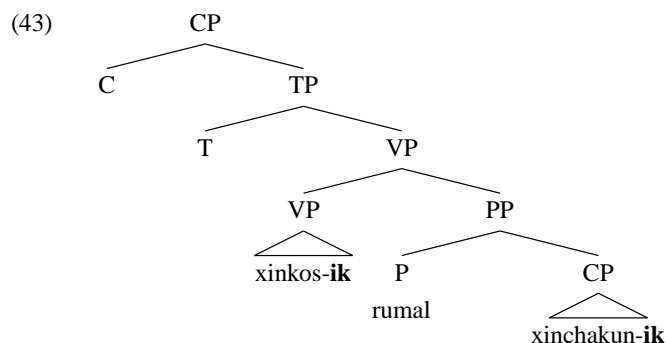 (43) CP
C TP
T VP
VP PP
xinkos-ik P CP
rumal
xinchakun-ik